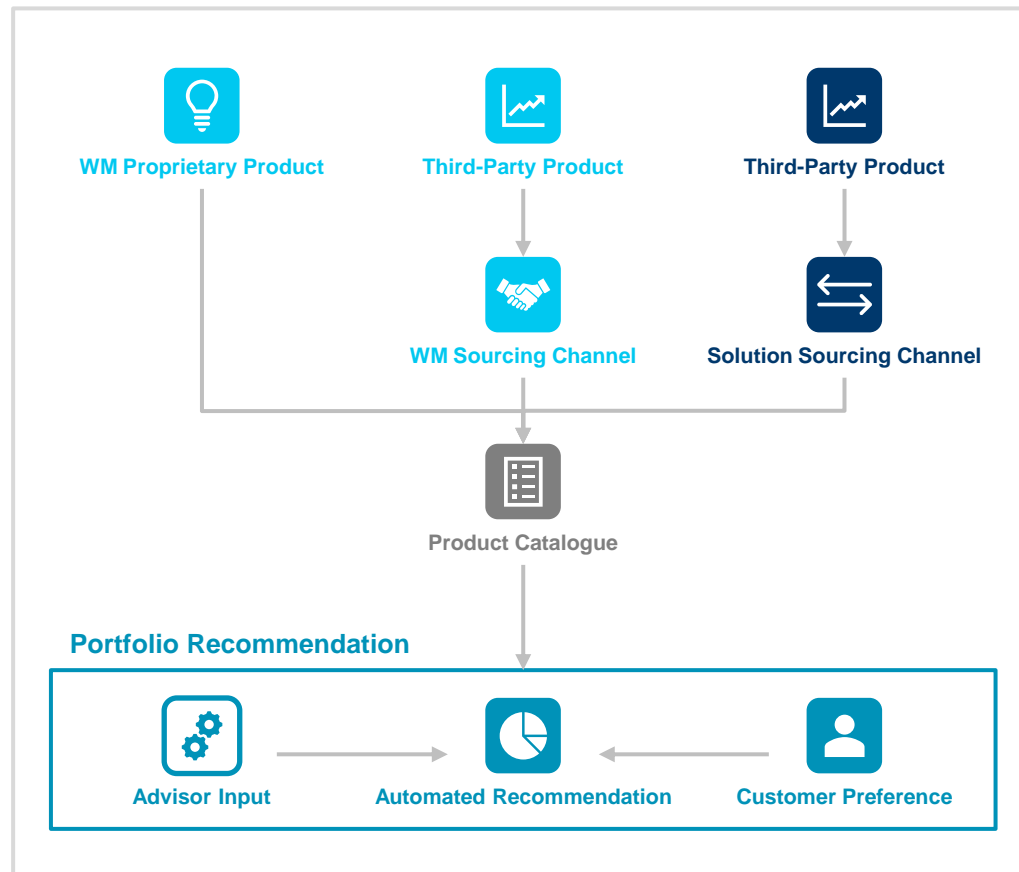 WM Proprietary Product
Third-Party Product
Third-Party Product
WM Sourcing Channel
Solution Sourcing Channel
Product Catalogue
Portfolio Recommendation
Advisor Input
Automated Recommendation
Customer Preference